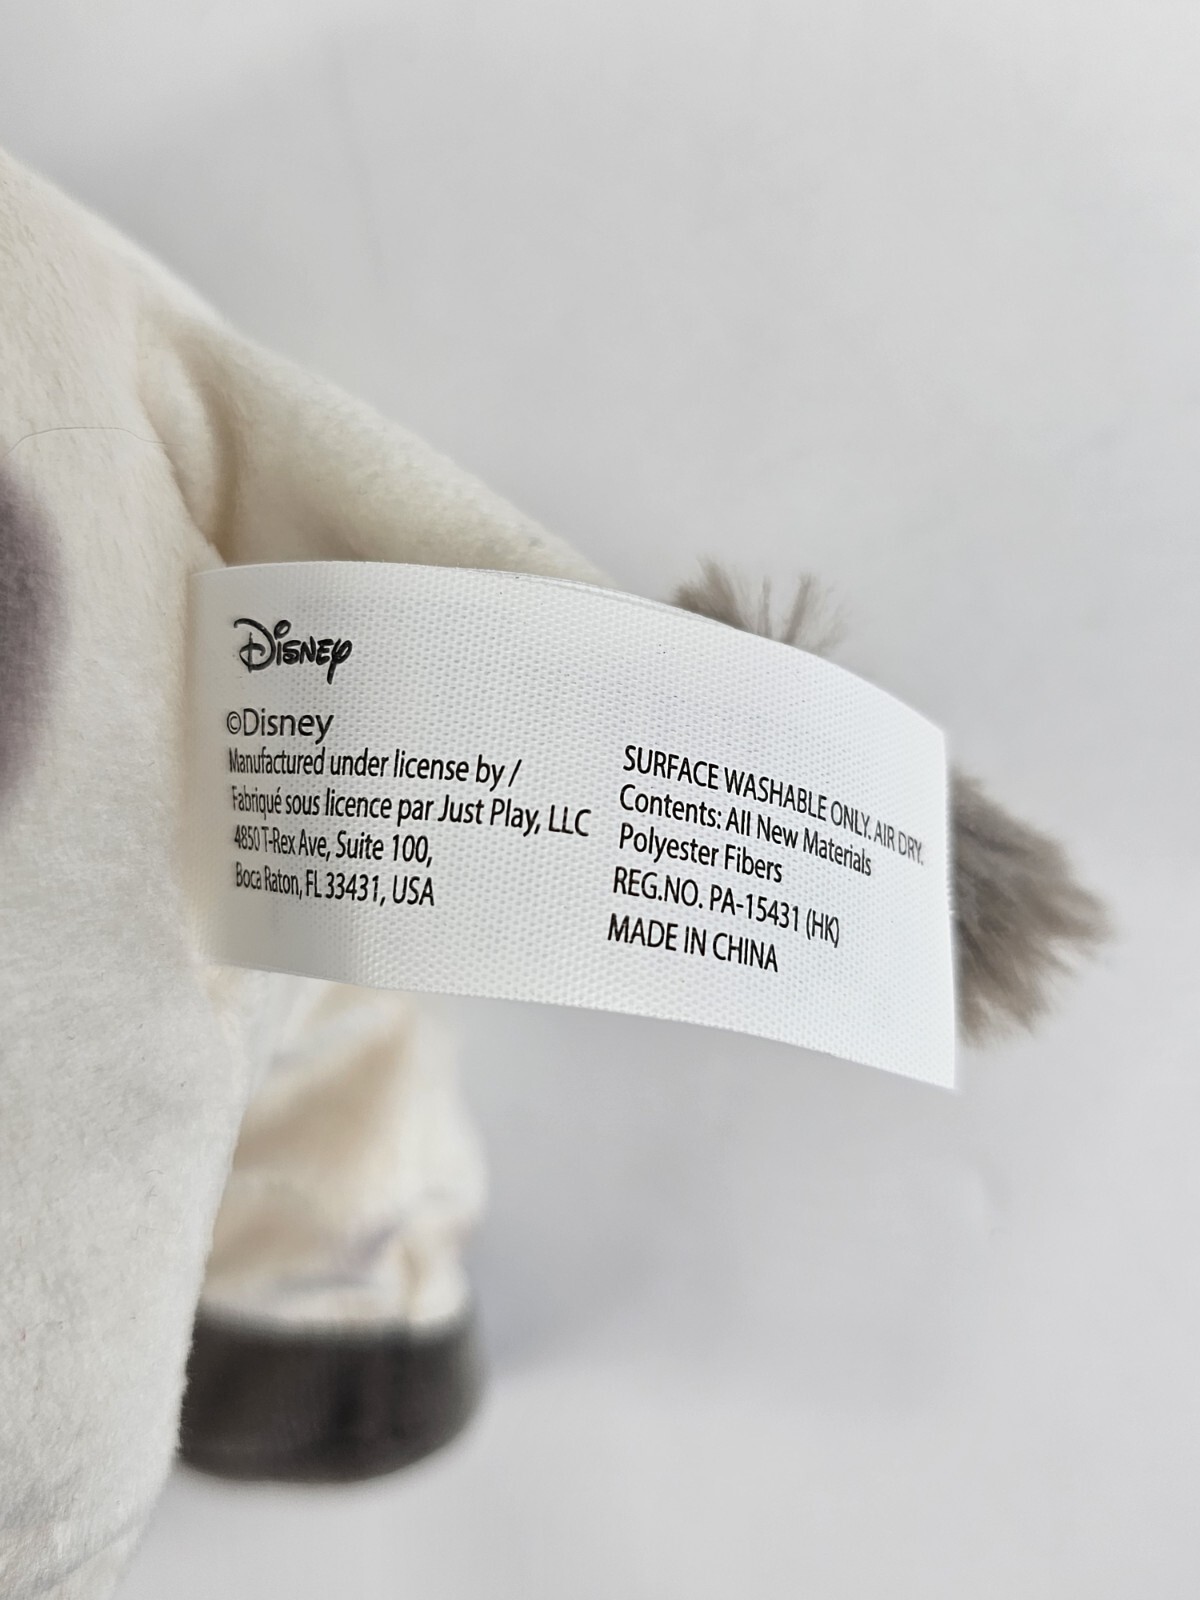 Disney
©Disney
Manufactured under license by /
Fabriqué sous licence par Just Play, LLC
4850 T-Rex Ave, Suite 100,
Boca Raton, FL 33431, USA
SURFACE WASHABLE ONLY. AIR DRY.
Contents: All New Materials
Polyester Fibers
REG.NO. PA-15431 (HK)
MADE IN CHINA